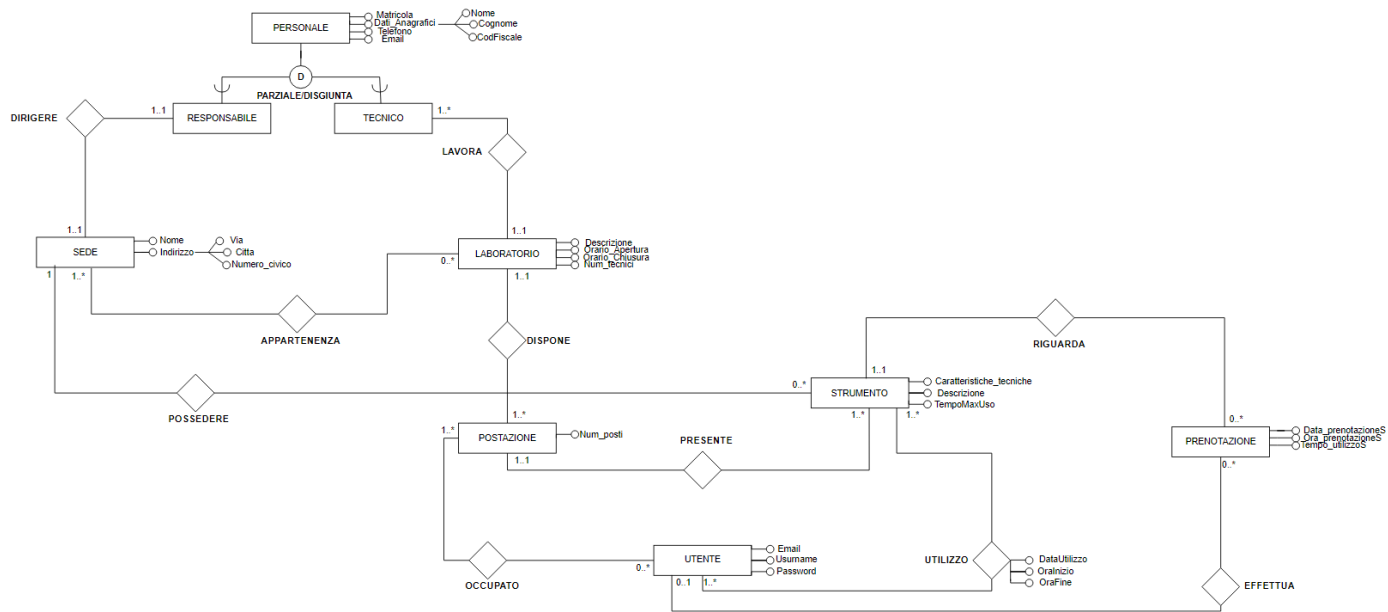 PERSONALE
Matricola
Dati_Anagrafici
Telefono
Email
Nome
Cognome
CodFiscale
D
PARZIALE/DISGIUNTA
DIRIGERE
1..1
RESPONSABILE
TECNICO
1..*
LAVORA
1..1
SEDE
Nome
Indirizzo
Via
Citta
Numero_civico
1
1..*
1..1
LABORATORIO
Descrizione
Orario_Apertura
Orario_Chiusura
Num_tecnici
0..*
1..1
APPARTENENZA
DISPONE
RIGUARDA
POSSEDERE
0..*
1..1
STRUMENTO
Caratteristiche_tecniche
Descrizione
TempoMaxUso
1..*
1..*
1..*
1..*
POSTAZIONE
Num_posti
1..1
PRESENTE
0..*
PRENOTAZIONE
Data_prenotazioneS
Ora_prenotazioneS
Tempo_utilizzoS
0..*
OCCUPATO
0..*
UTENTE
Email
Usurname
Password
0..1
1..*
UTILIZZO
DataUtilizzo
OraInizio
OraFine
EFFETTUA